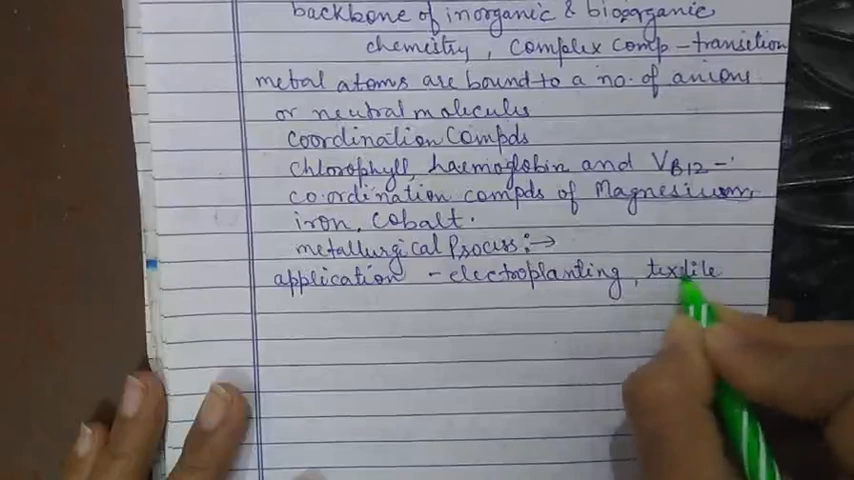 backbone of inorganic & bioorganic
chemistry, complex comp - transition
metal atoms are bound to a no. of anions
or neutral molecules
coordination Compds
Chlorophyll, haemoglobin and VB12 -
co.ordination compds of Magnesium,
iron, cobalt.
metallurgical Process:→
application - electroplanting, textile